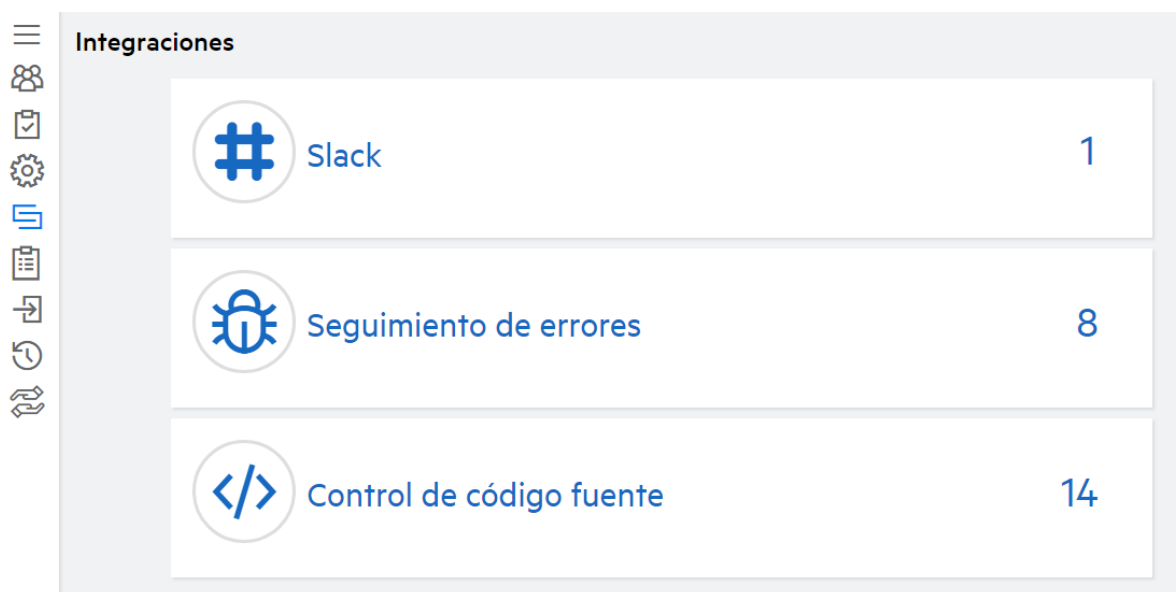 Integraciones
Slack 1
Seguimiento de errores 8
Control de código fuente 14